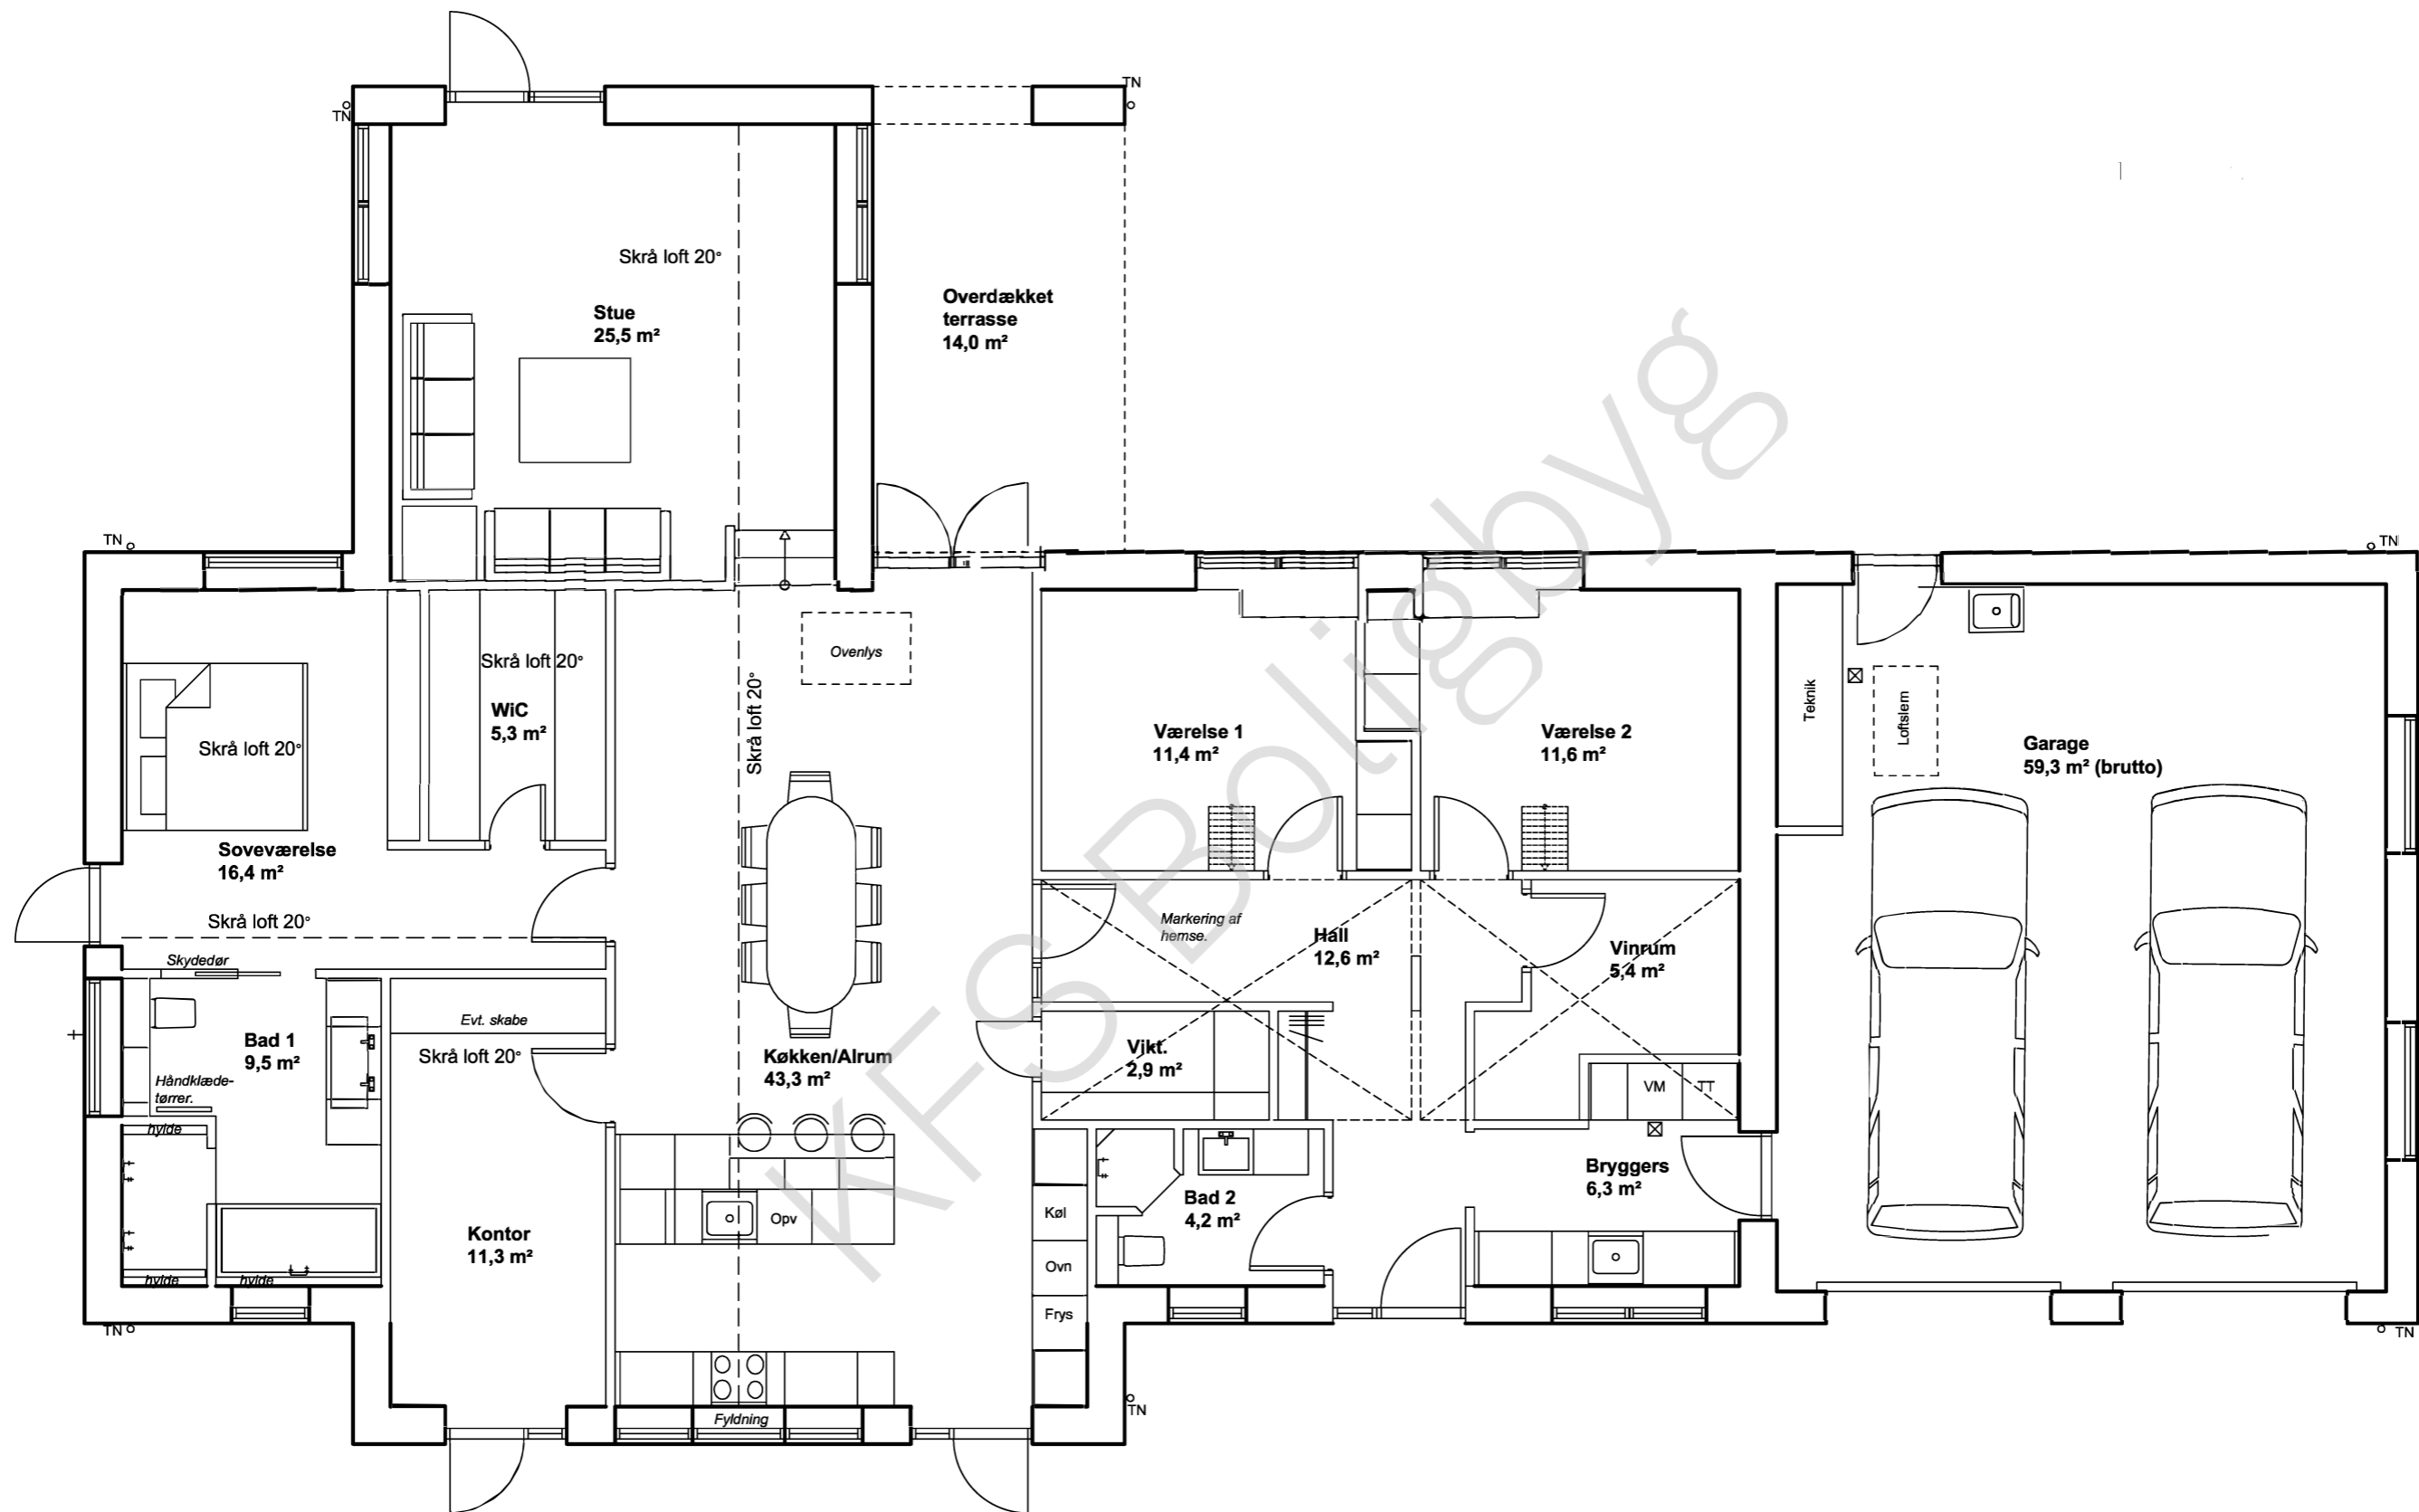 TN
TN
Skrå loft 20°
Stue
25,5 m²
Overdækket
terrasse
14,0 m²
TN
TN
Skrå loft 20°
WiC
5,3 m²
Ovenlys
Skrå loft 20°
Skrå loft 20°
Værelse 1
11,4 m²
Værelse 2
11,6 m²
Teknik
Loftslem
Garage
59,3 m² (brutto)
Soveværelse
16,4 m²
Skrå loft 20°
Skydedør
Markering af
hemse.
Hall
12,6 m²
Vinrum
5,4 m²
Evt. skabe
Skrå loft 20°
Bad 1
9,5 m²
Køkken/Alrum
43,3 m²
Vikt.
2,9 m²
Håndklæde-
tørrer.
VM
TT
hylde
Bryggers
6,3 m²
Bad 2
4,2 m²
Køl
Opv
Kontor
11,3 m²
Ovn
hylde
hylde
Frys
TN
TN
TN
Fyldning
KFS Boligbyg